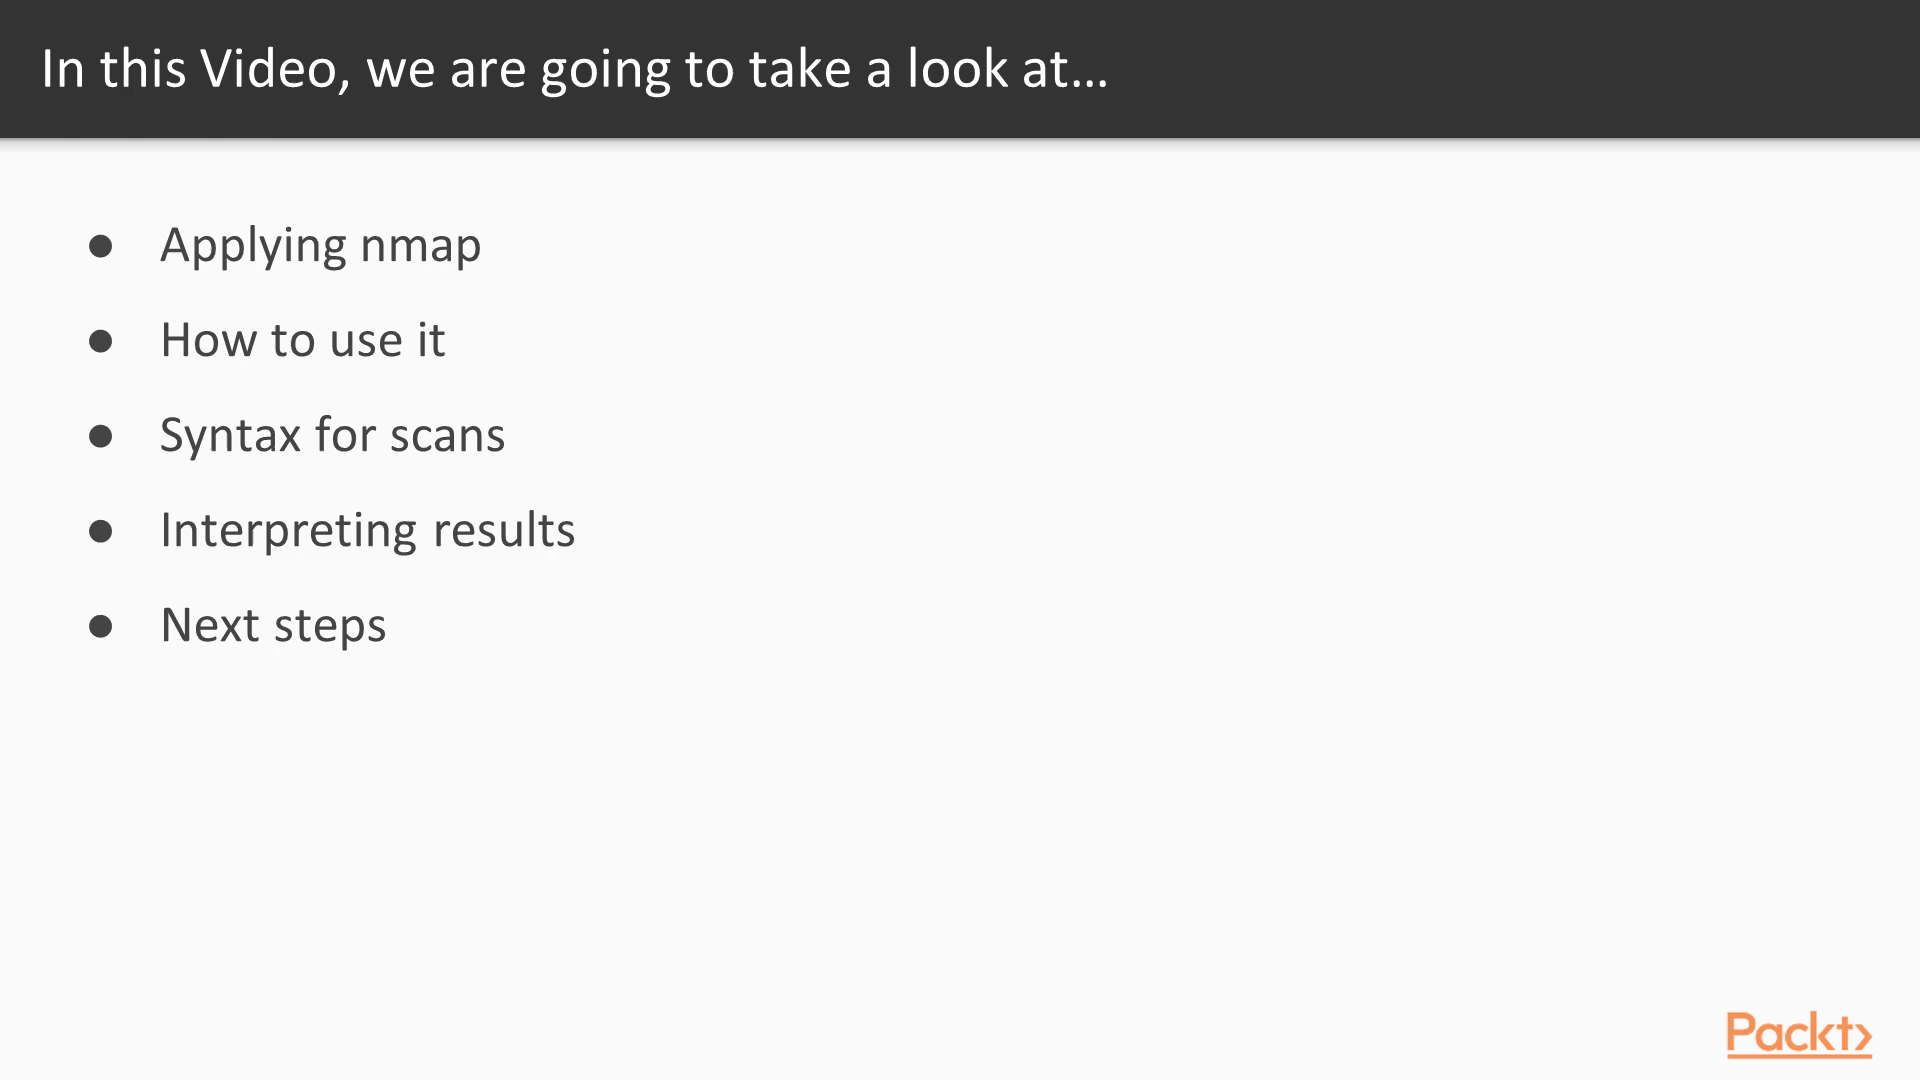 In this Video, we are going to take a look at...
● Applying nmap
● How to use it
● Syntax for scans
● Interpreting results
● Next steps
Packt>